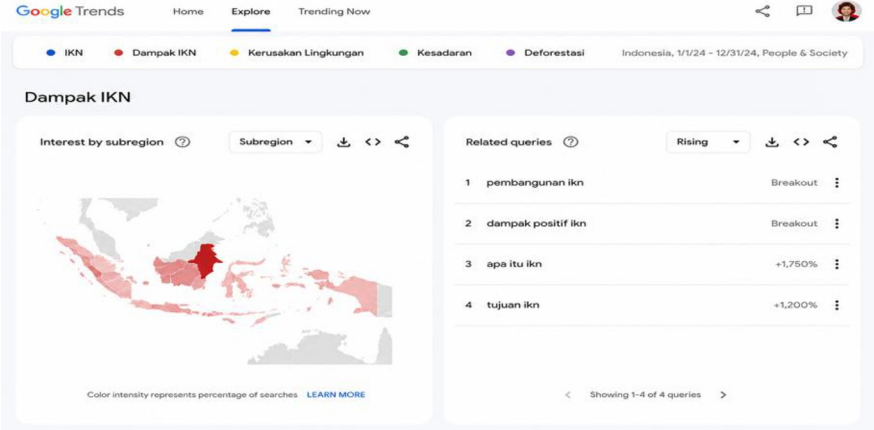 Google Trends Home Explore Trending Now
IKN Dampak IKN Kerusakan Lingkungan Kesadaran Deforestasi Indonesia, 1/1/24 - 12/31/24, People & Society
Dampak IKN
Interest by subregion Subregion
Color intensity represents percentage of searches LEARN MORE
Related queries Rising
1 pembangunan ikn Breakout
2 dampak positif ikn Breakout
3 apa itu ikn +1,750%
4 tujuan ikn +1,200%
Showing 1-4 of 4 queries